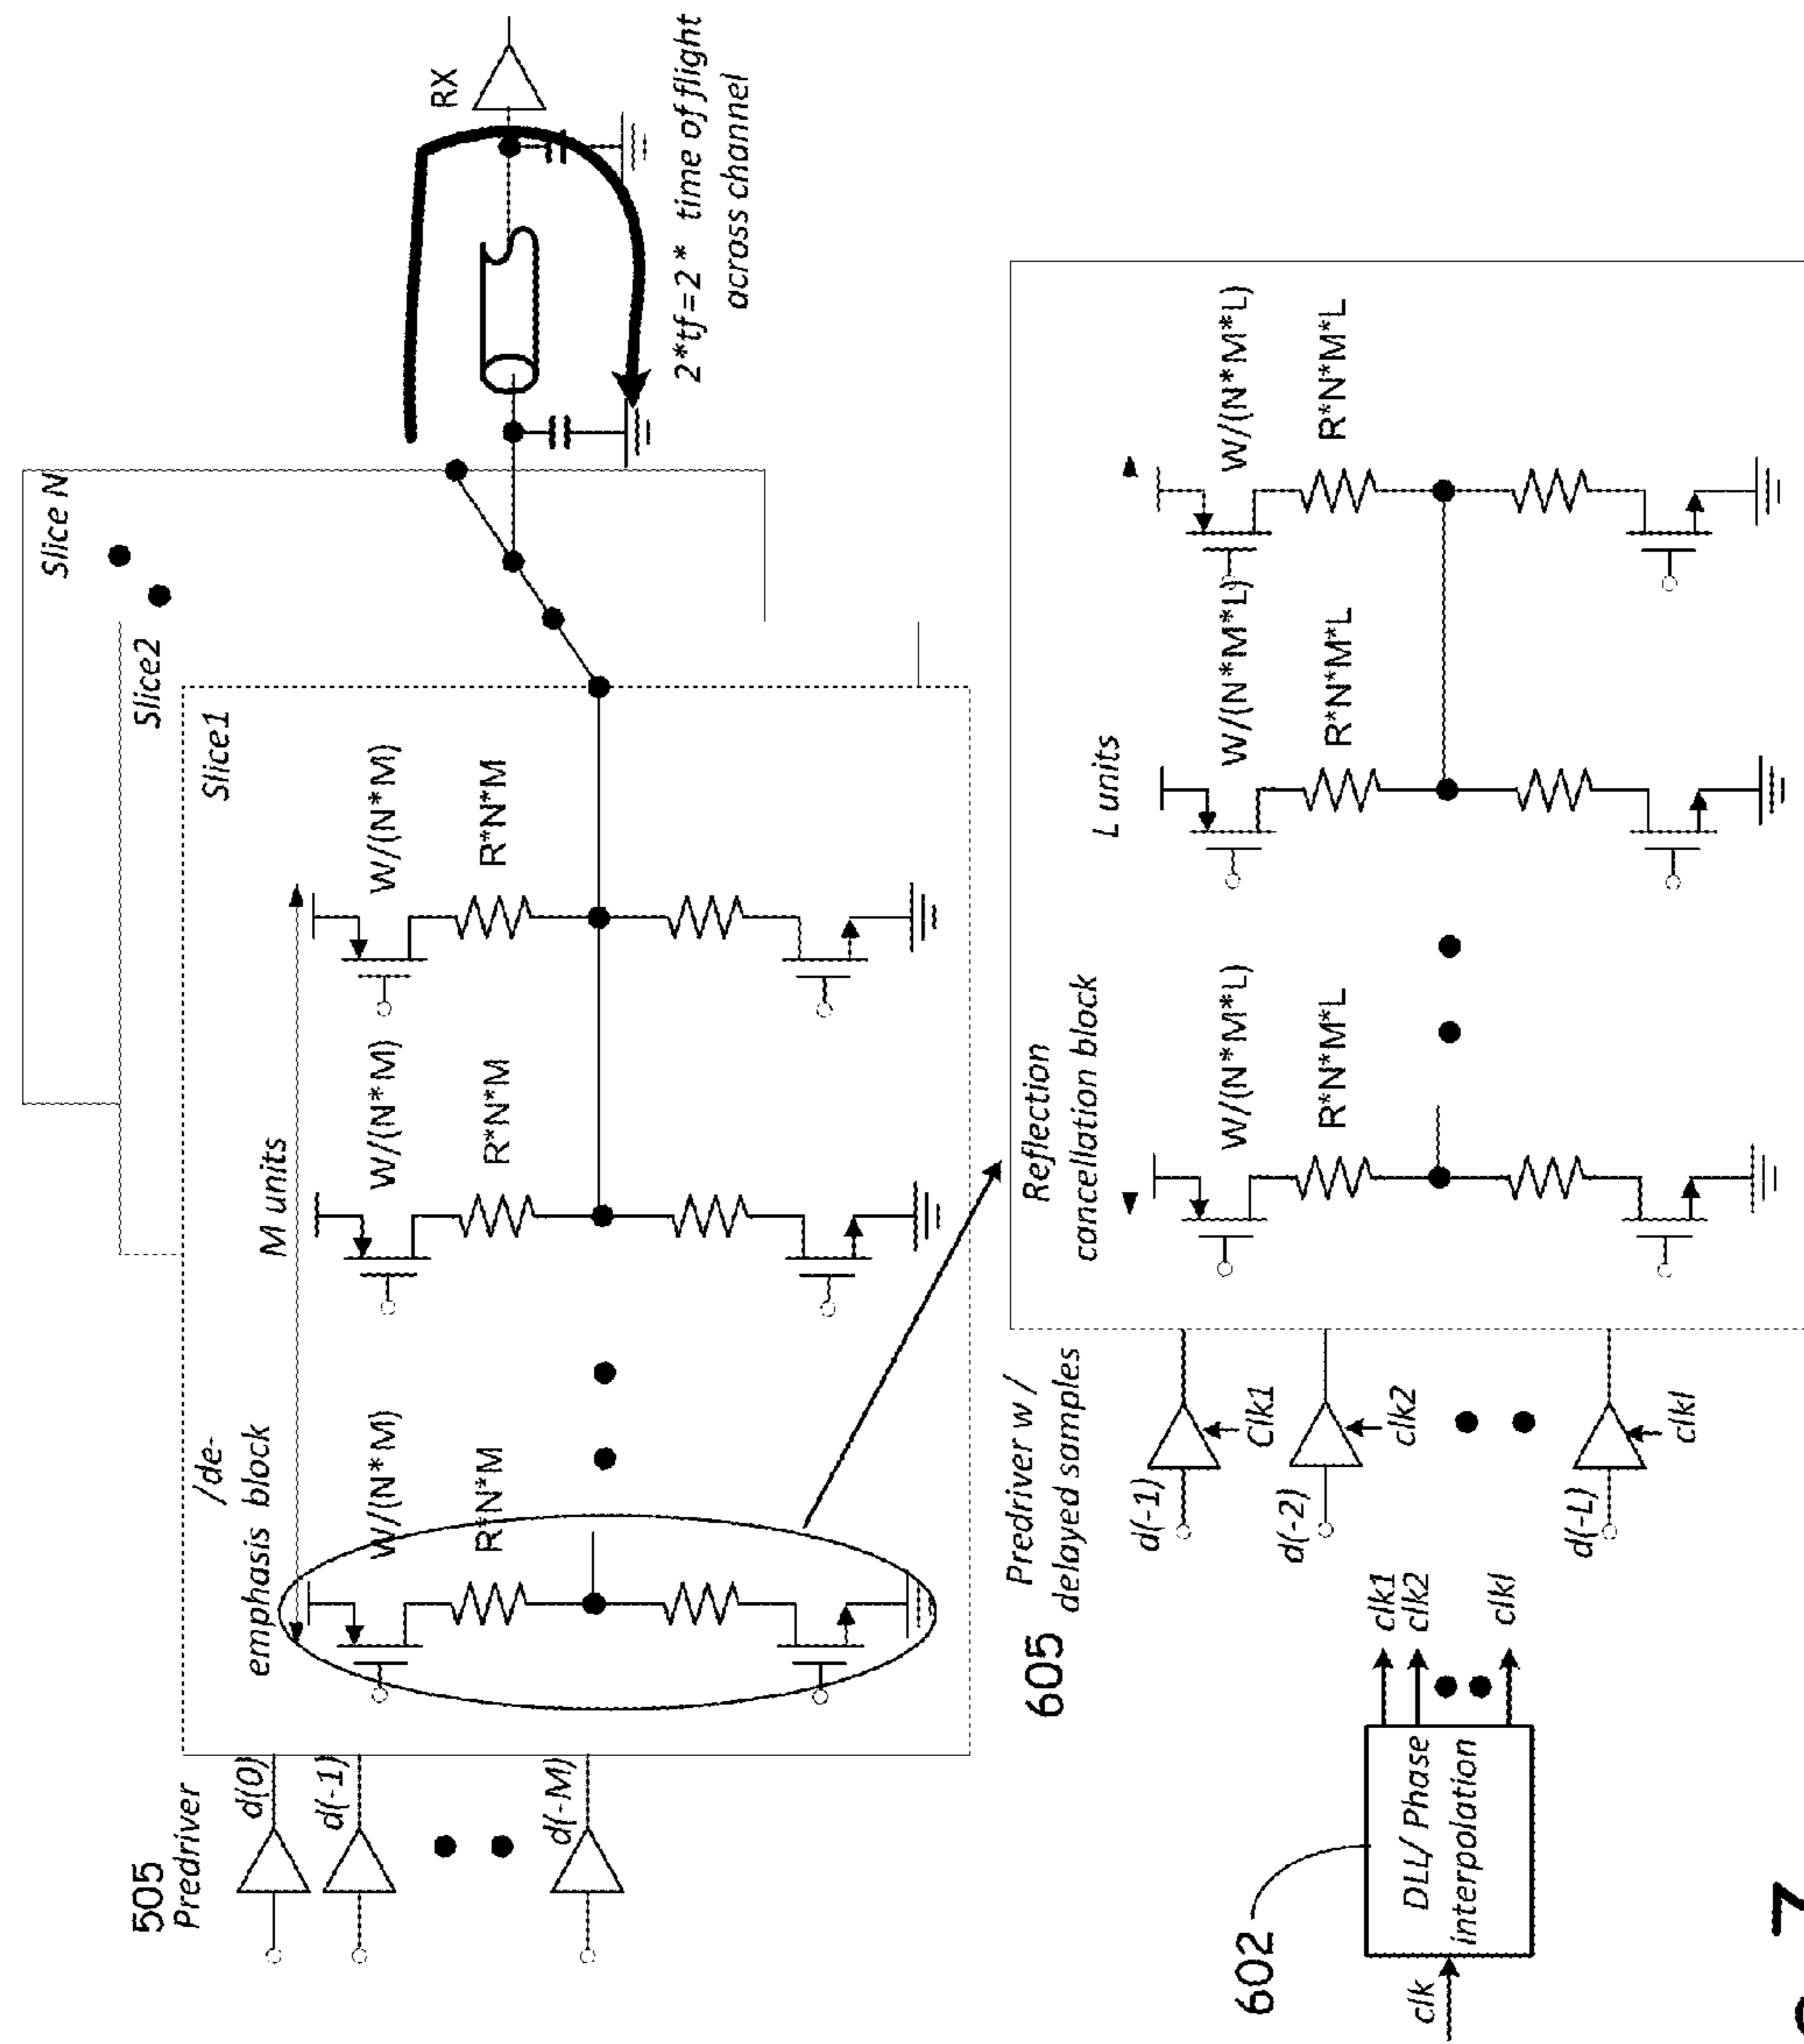 505
Predriver
d(0)
d(-1)
d(-M)
/de-
emphasis block
M units
W/(N*M)
R*N*M
W/(N*M)
R*N*M
W/(N*M)
R*N*M
Slice1
Slice2
Slice N
RX
2*tf=2* time of flight
across channel
602
clk
DLL/ Phase
interpolation
clk1
clk2
clkl
605
Predriver w/
delayed samples
d(-1)
Clk1
d(-2)
clk2
d(-L)
clkl
Reflection
cancellation block
L units
W/(N*M*L)
R*N*M*L
W/(N*M*L)
R*N*M*L
W/(N*M*L)
R*N*M*L
7